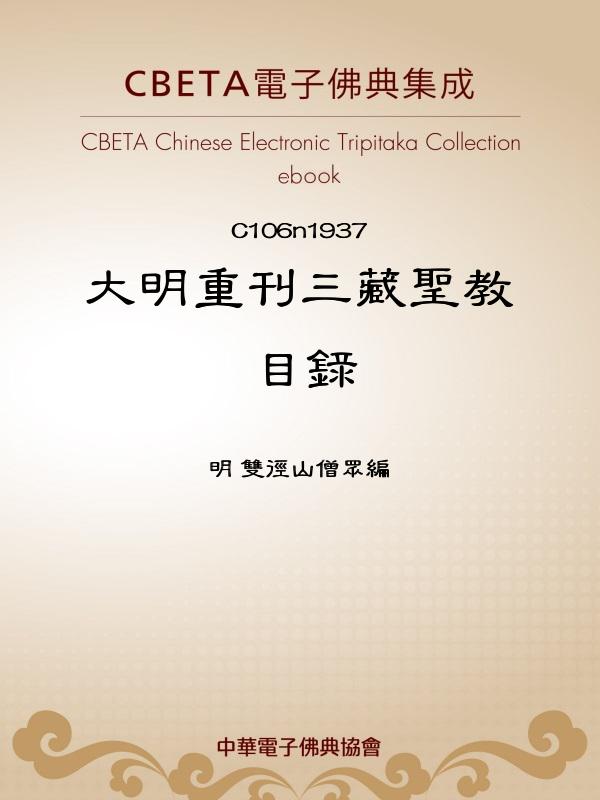 CBETA電子佛典集成
CBETA Chinese Electronic Tripitaka Collection
ebook
C106n1937
大明重刊三藏聖教
目錄
明 雙徑山僧眾編
中華電子佛典協會